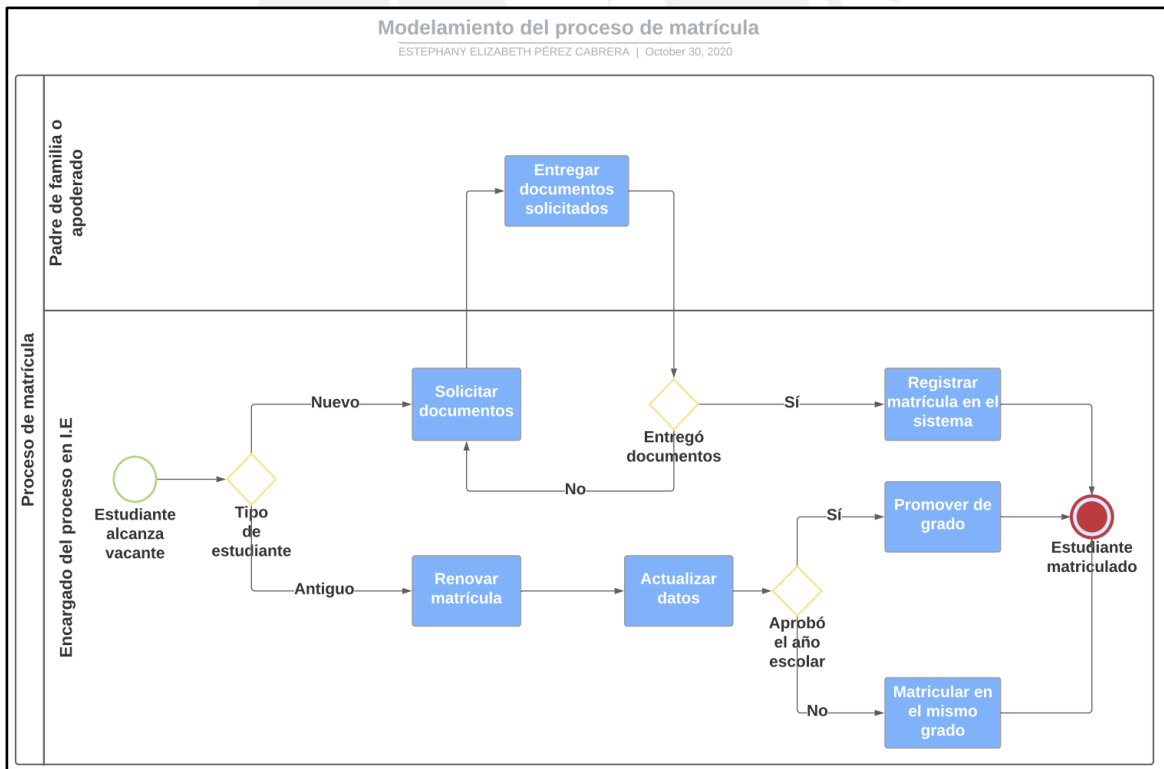 Modelamiento del proceso de matrícula
ESTEPHANY ELIZABETH PÉREZ CABRERA | October 30, 2020
Proceso de matrícula
Padre de familia o
apoderado
Entregar
documentos
solicitados
Encargado del proceso en I.E
Estudiante
alcanza
vacante
Tipo
de
estudiante
Nuevo
Solicitar
documentos
Entregó
documentos
No
Sí
Registrar
matrícula en el
sistema
Antiguo
Renovar
matrícula
Actualizar
datos
Aprobó
el año
escolar
Sí
Promover de
grado
No
Matricular en
el mismo
grado
Estudiante
matriculado